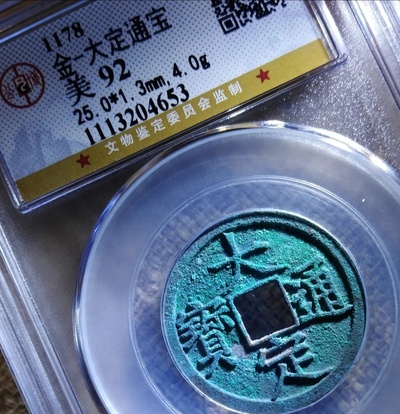 1178
金-大定通宝
美 92
25.0*1.3mm,4.0g
1113204653
文物鉴定委员会监制
大定通寳